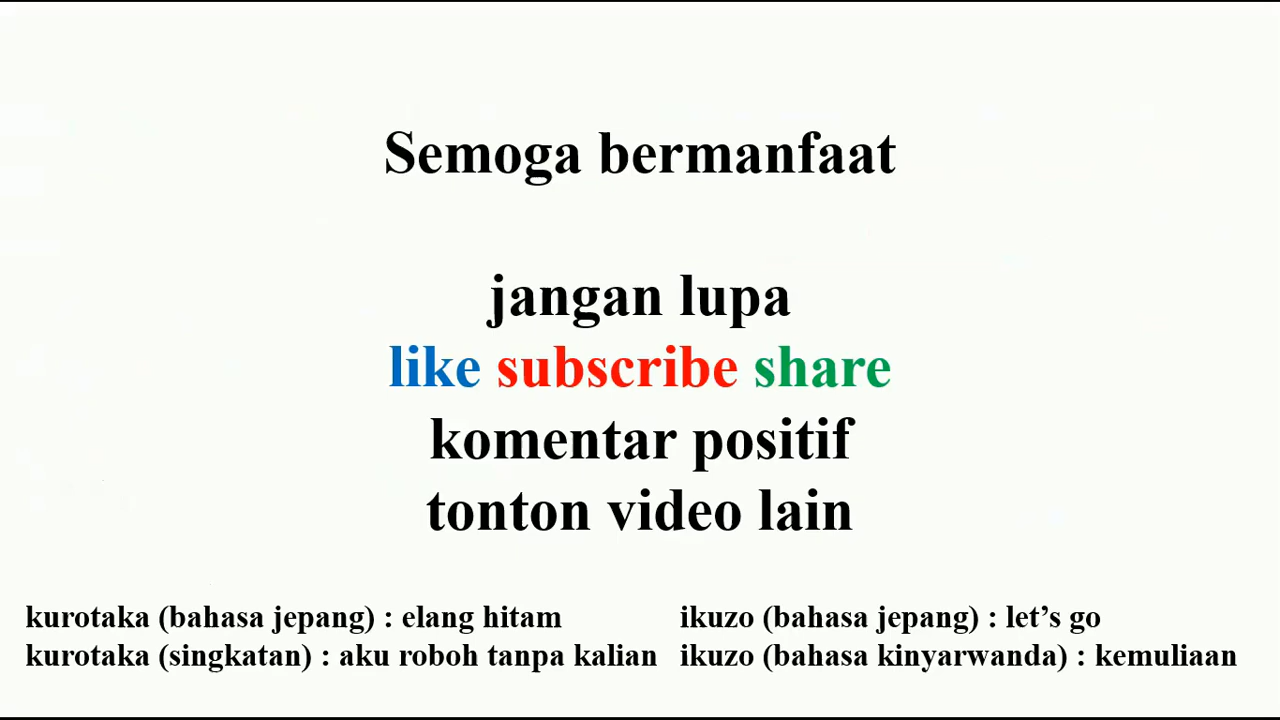 Semoga bermanfaat
jangan lupa
like subscribe share
komentar positif
tonton video lain
kurotaka (bahasa jepang) : elang hitam
kurotaka (singkatan) : aku roboh tanpa kalian
ikuzo (bahasa jepang) : let’s go
ikuzo (bahasa kinyarwanda) : kemuliaan